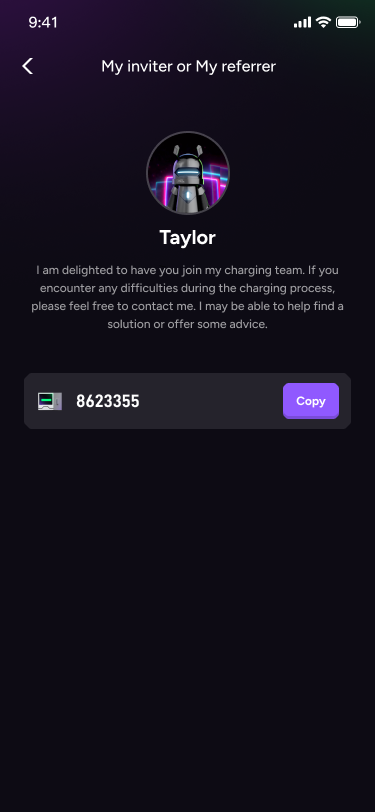 9:41
My inviter or My referrer
Taylor
I am delighted to have you join my charging team. If you
encounter any difficulties during the charging process,
please feel free to contact me. I may be able to help find a
solution or offer some advice.
8623355
Copy